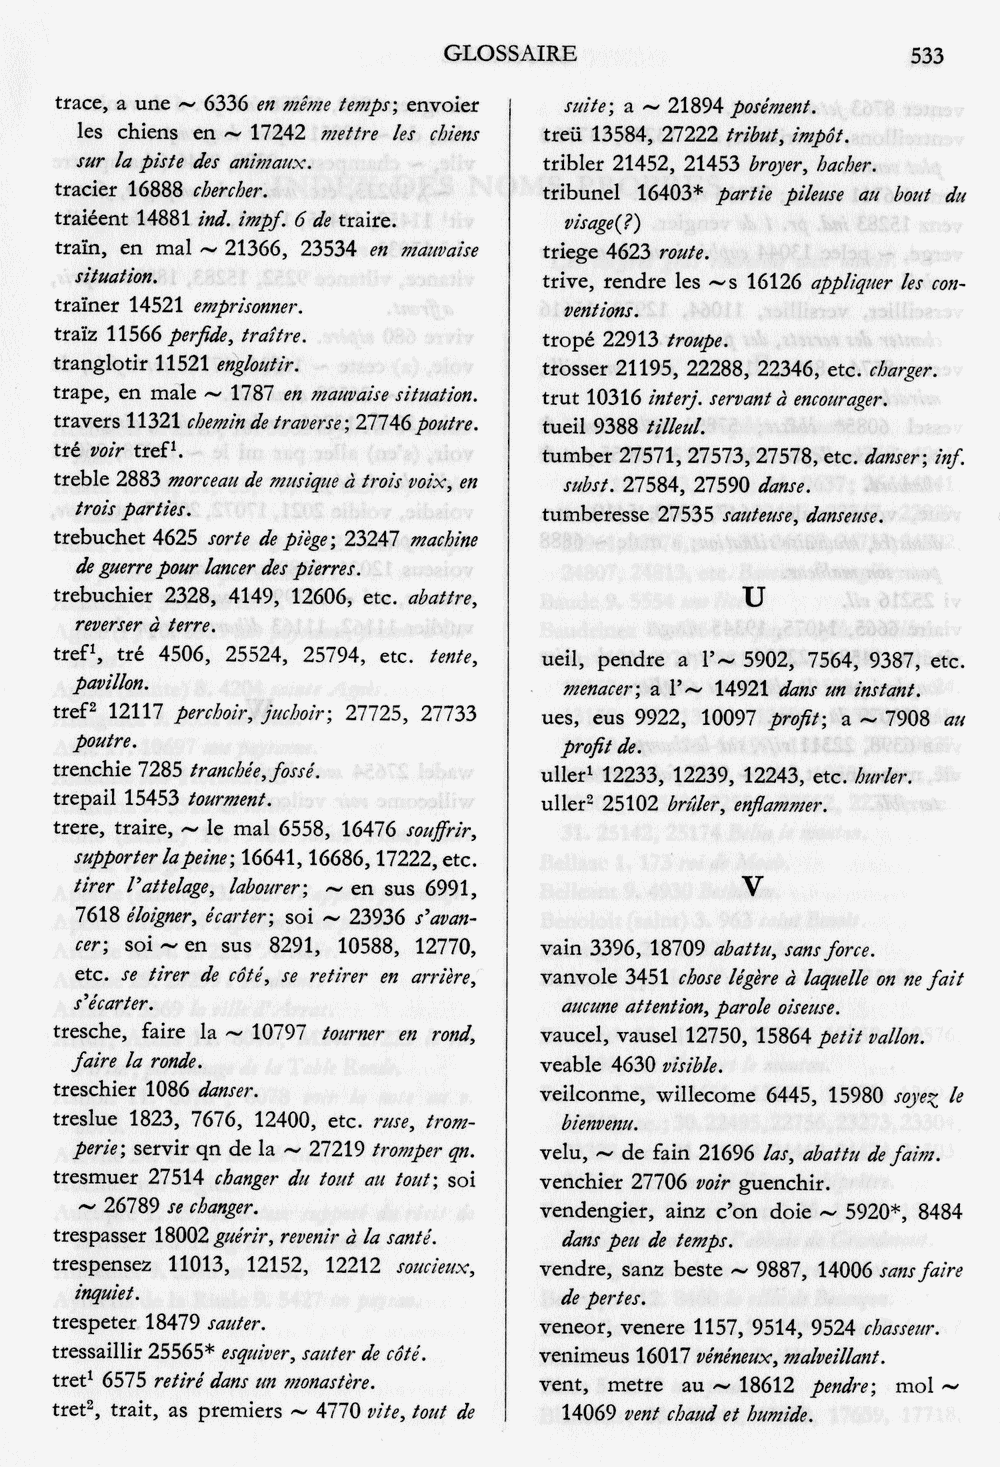 GLOSSAIRE 533
trace, a une ~ 6336 en même temps; envoier
les chiens en ~ 17242 mettre les chiens
sur la piste des animaux.
tracier 16888 chercher.
traiéent 14881 ind. impf. 6 de traire.
traïn, en mal ~ 21366, 23534 en mauvaise
situation.
traïner 14521 emprisonner.
traïz 11566 perfide, traître.
tranglotir 11521 engloutir.
trape, en male ~ 1787 en mauvaise situation.
travers 11321 chemin de traverse; 27746 poutre.
tré voir tref¹.
treble 2883 morceau de musique à trois voix, en
trois parties.
trebuchet 4625 sorte de piège; 23247 machine
de guerre pour lancer des pierres.
trebuchier 2328, 4149, 12606, etc. abattre,
reverser à terre.
tref¹, tré 4506, 25524, 25794, etc. tente,
pavillon.
tref² 12117 perchoir, juchoir; 27725, 27733
poutre.
trenchie 7285 tranchée, fossé.
trepail 15453 tourment.
trere, traire, ~ le mal 6558, 16476 souffrir,
supporter la peine; 16641, 16686, 17222, etc.
tirer l'attelage, labourer; ~ en sus 6991,
7618 éloigner, écarter; soi ~ 23936 s'avan-
cer; soi ~ en sus 8291, 10588, 12770,
etc. se tirer de côté, se retirer en arrière,
s'écarter.
tresche, faire la ~ 10797 tourner en rond,
faire la ronde.
treschier 1086 danser.
treslue 1823, 7676, 12400, etc. ruse, trom-
perie; servir qn de la ~ 27219 tromper qn.
tresmuer 27514 changer du tout au tout; soi
~ 26789 se changer.
trespasser 18002 guérir, revenir à la santé.
trespensez 11013, 12152, 12212 soucieux,
inquiet.
trespeter 18479 sauter.
tressaillir 25565* esquiver, sauter de côté.
tret¹ 6575 retiré dans un monastère.
tret², trait, as premiers ~ 4770 vite, tout de
suite; a ~ 21894 posément.
treü 13584, 27222 tribut, impôt.
tribler 21452, 21453 broyer, hacher.
tribunel 16403* partie pileuse au bout du
visage(?)
triege 4623 route.
trive, rendre les ~s 16126 appliquer les con-
ventions.
tropé 22913 troupe.
trosser 21195, 22288, 22346, etc. charger.
trut 10316 interj. servant à encourager.
tueil 9388 tilleul.
tumber 27571, 27573, 27578, etc. danser; inf.
subst. 27584, 27590 danse.
tumberesse 27535 sauteuse, danseuse.
U
ueil, pendre a l'~ 5902, 7564, 9387, etc.
menacer; a l'~ 14921 dans un instant.
ues, eus 9922, 10097 profit; a ~ 7908 au
profit de.
uller¹ 12233, 12239, 12243, etc. hurler.
uller² 25102 brûler, enflammer.
V
vain 3396, 18709 abattu, sans force.
vanvole 3451 chose légère à laquelle on ne fait
aucune attention, parole oiseuse.
vaucel, vausel 12750, 15864 petit vallon.
veable 4630 visible.
veilconme, willecome 6445, 15980 soyez le
bienvenu.
velu, ~ de fain 21696 las, abattu de faim.
venchier 27706 voir guenchir.
vendengier, ainz c'on doie ~ 5920*, 8484
dans peu de temps.
vendre, sanz beste ~ 9887, 14006 sans faire
de pertes.
veneor, venere 1157, 9514, 9524 chasseur.
venimeus 16017 vénéneux, malveillant.
vent, metre au ~ 18612 pendre; mol ~
14069 vent chaud et humide.